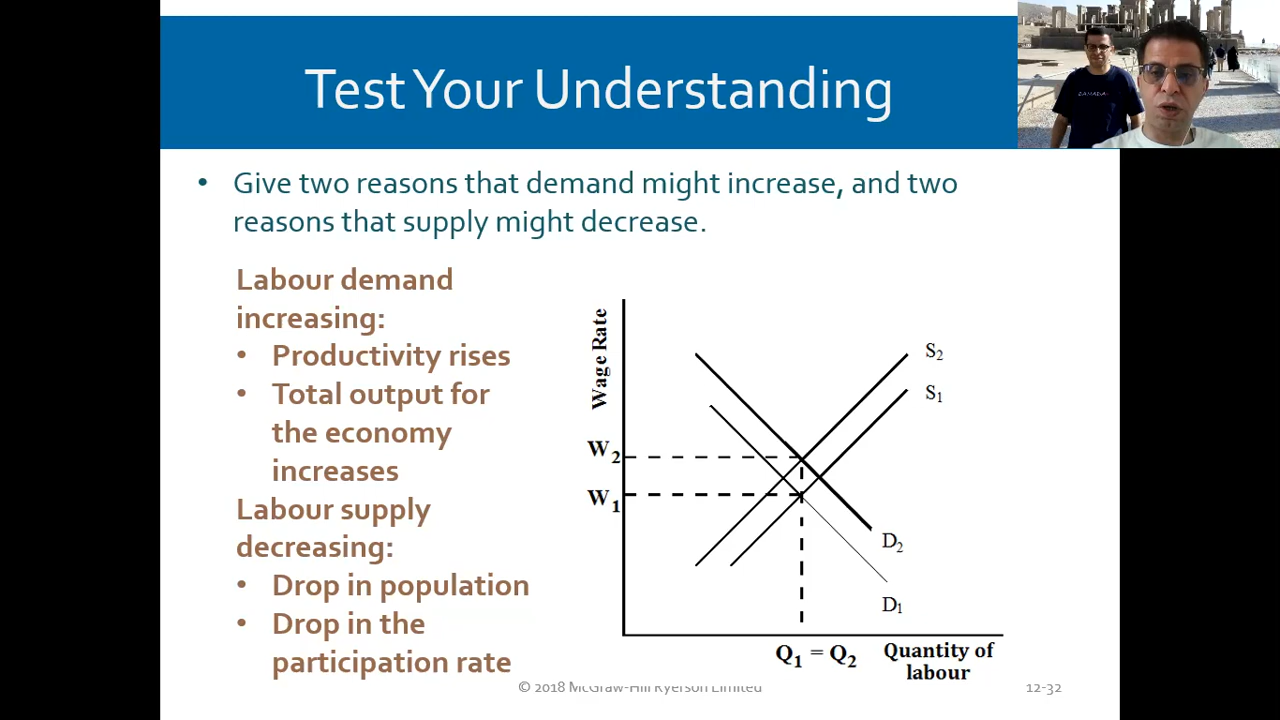 Test Your Understanding
• Give two reasons that demand might increase, and two
reasons that supply might decrease.
Labour demand
increasing:
• Productivity rises
• Total output for
the economy
increases
Labour supply
decreasing:
• Drop in population
• Drop in the
participation rate
Wage Rate
S2
S1
W2
W1
D2
D1
Q1 = Q2
Quantity of
labour
© 2018 McGraw-Hill Ryerson Limited
12-32